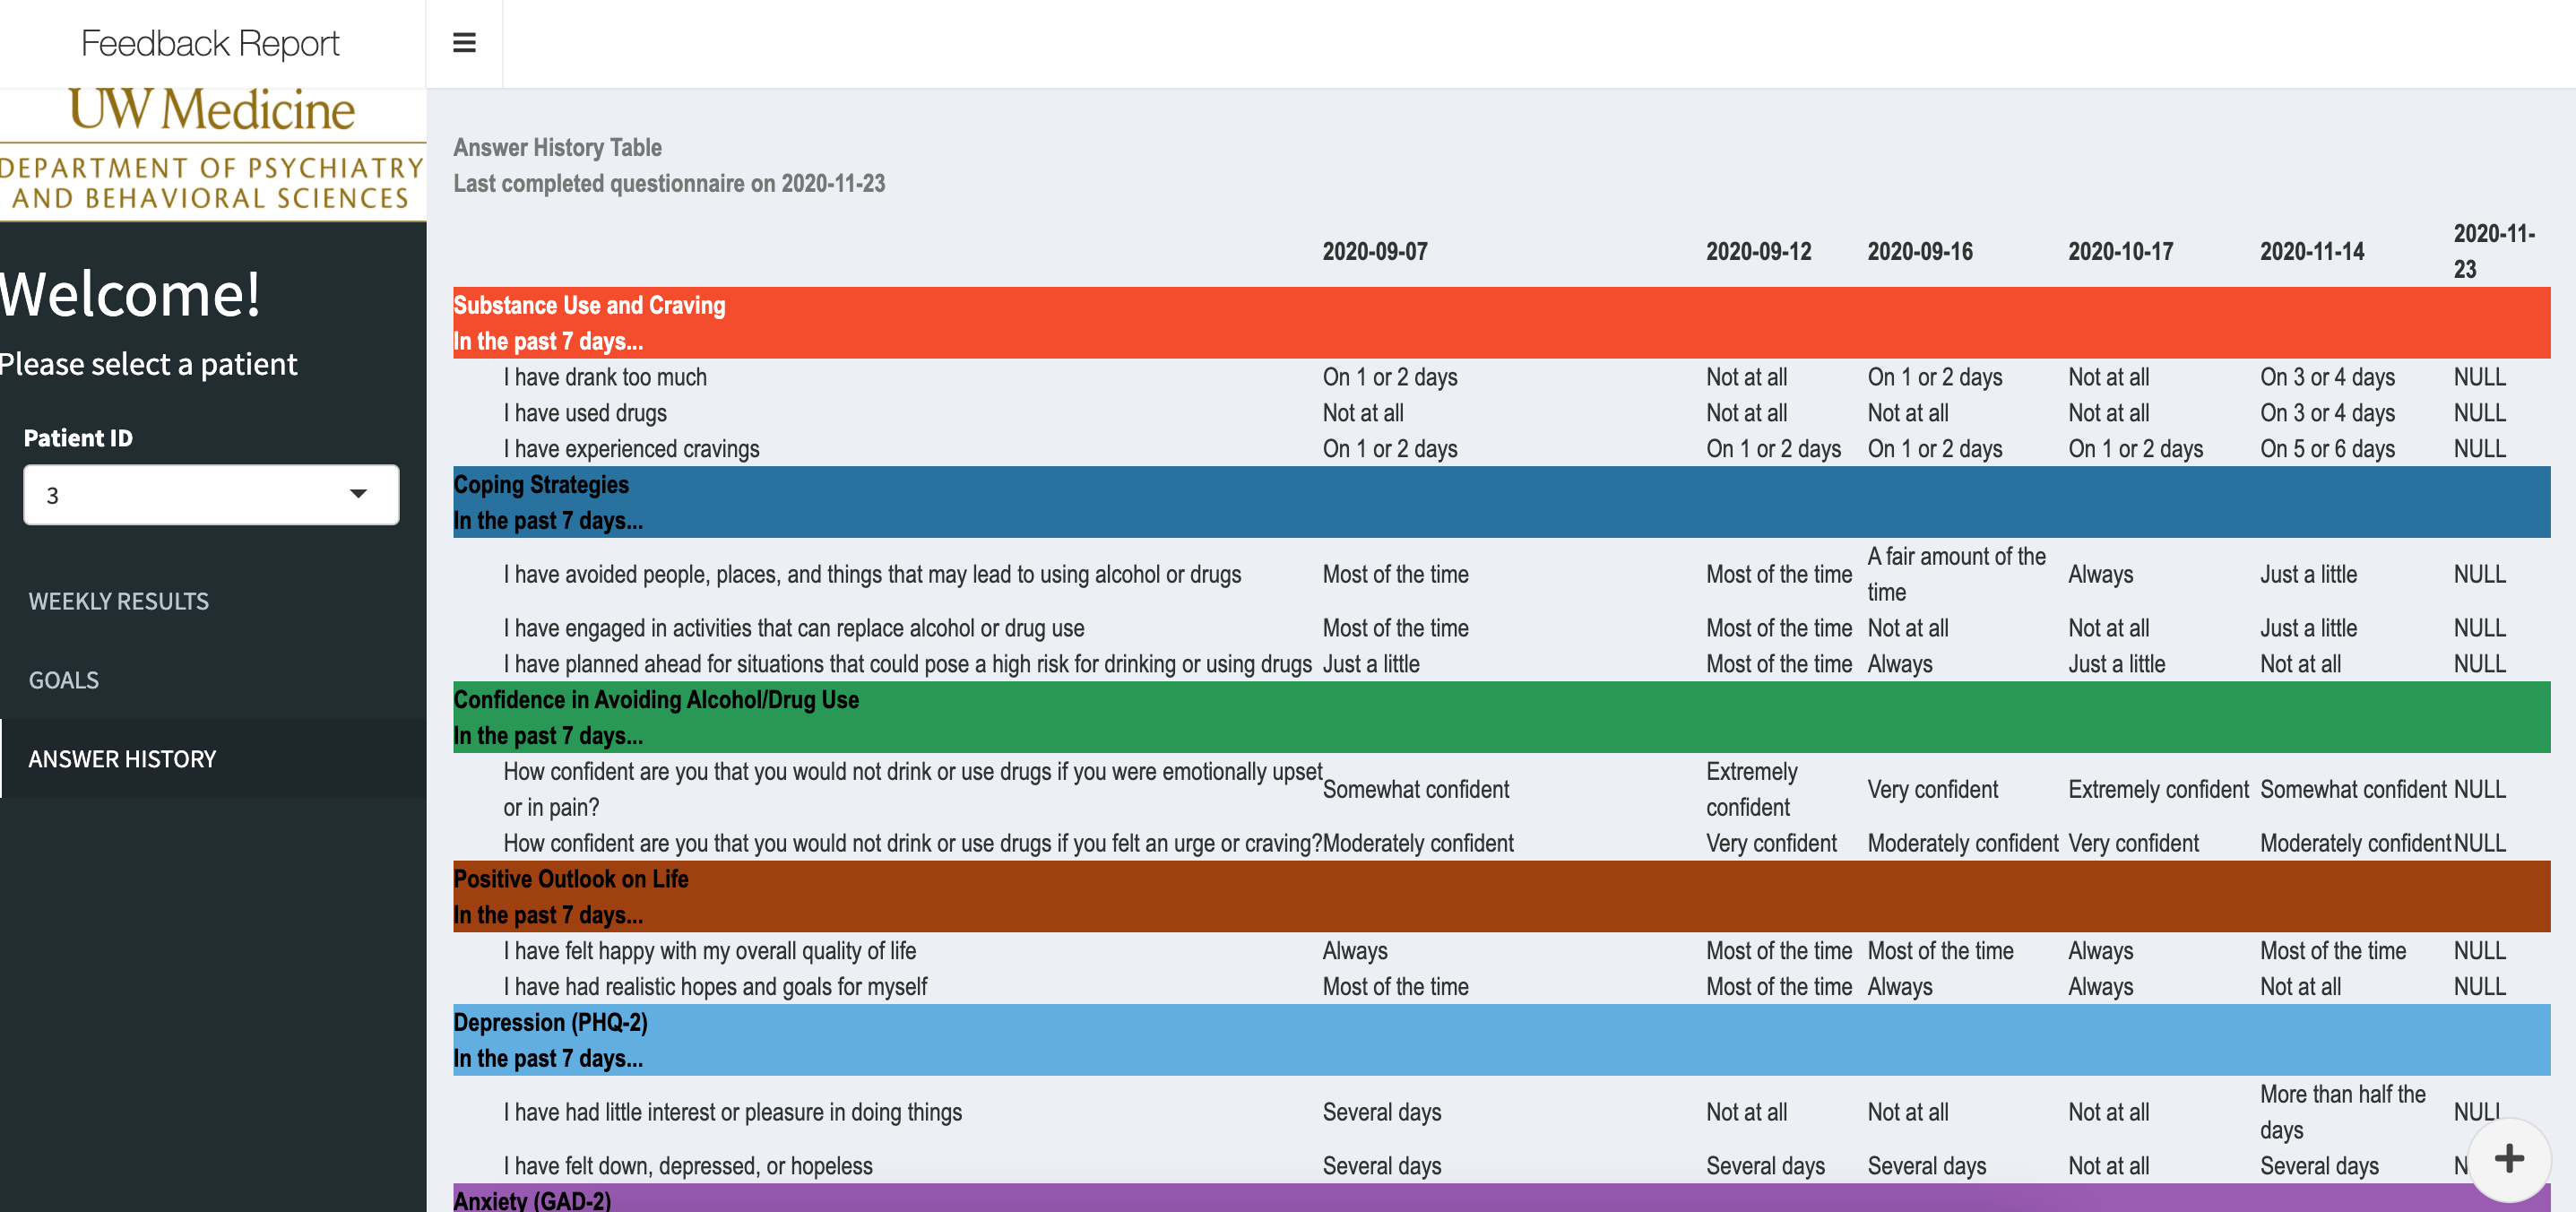 Feedback Report
UW Medicine
DEPARTMENT OF PSYCHIATRY
AND BEHAVIORAL SCIENCES
Welcome!
Please select a patient
Patient ID
3
WEEKLY RESULTS
GOALS
ANSWER HISTORY
Answer History Table
Last completed questionnaire on 2020-11-23
2020-09-07 2020-09-12 2020-09-16 2020-10-17 2020-11-14 2020-11-
23
Substance Use and Craving
In the past 7 days...
I have drank too much On 1 or 2 days Not at all On 1 or 2 days Not at all On 3 or 4 days NULL
I have used drugs Not at all Not at all Not at all Not at all On 3 or 4 days NULL
I have experienced cravings On 1 or 2 days On 1 or 2 days On 1 or 2 days On 1 or 2 days On 5 or 6 days NULL
Coping Strategies
In the past 7 days...
I have avoided people, places, and things that may lead to using alcohol or drugs Most of the time Most of the time A fair amount of the
time Always Just a little NULL
I have engaged in activities that can replace alcohol or drug use Most of the time Most of the time Not at all Not at all Just a little NULL
I have planned ahead for situations that could pose a high risk for drinking or using drugs Just a little Most of the time Always Just a little Not at all NULL
Confidence in Avoiding Alcohol/Drug Use
In the past 7 days...
How confident are you that you would not drink or use drugs if you were emotionally upset
or in pain? Somewhat confident Extremely
confident Very confident Extremely confident Somewhat confident NULL
How confident are you that you would not drink or use drugs if you felt an urge or craving? Moderately confident Very confident Moderately confident Very confident Moderately confident NULL
Positive Outlook on Life
In the past 7 days...
I have felt happy with my overall quality of life Always Most of the time Most of the time Always Most of the time NULL
I have had realistic hopes and goals for myself Most of the time Most of the time Always Always Not at all NULL
Depression (PHQ-2)
In the past 7 days...
I have had little interest or pleasure in doing things Several days Not at all Not at all Not at all More than half the
days NULL
I have felt down, depressed, or hopeless Several days Several days Several days Not at all Several days N
Anxiety (GAD-2)